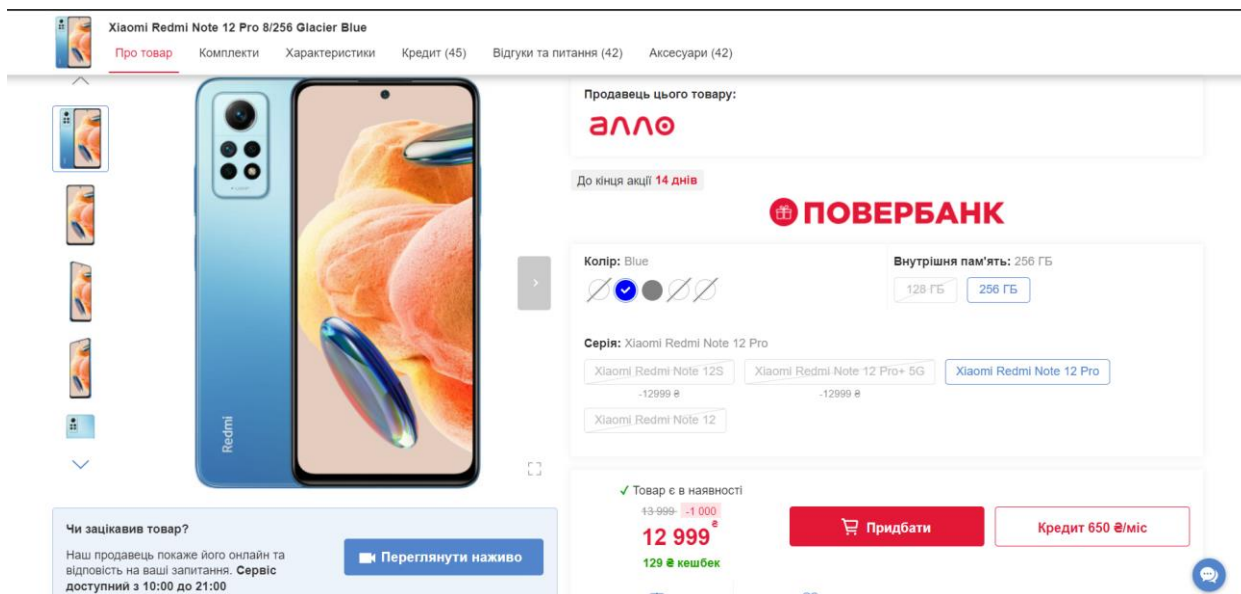 Xiaomi Redmi Note 12 Pro 8/256 Glacier Blue
Про товар Комплекти Характеристики Кредит (45) Відгуки та питання (42) Аксесуари (42)
Продавець цього товару:
алло
До кінця акції 14 днів
ПОВЕРБАНК
Колір: Blue
Внутрішня пам'ять: 256 ГБ
128 ГБ 256 ГБ
Серія: Xiaomi Redmi Note 12 Pro
Xiaomi Redmi Note 12S Xiaomi Redmi Note 12 Pro+ 5G Xiaomi Redmi Note 12 Pro
-12999 ₴ -12999 ₴
Xiaomi Redmi Note 12
Redmi
Товар є в наявності
13 999 -1 000
12 999 ₴
129 ₴ кешбек
Придбати
Кредит 650 ₴/міс
Чи зацікавив товар?
Наш продавець покаже його онлайн та
відповість на ваші запитання. Сервіс
доступний з 10:00 до 21:00
Переглянути наживо